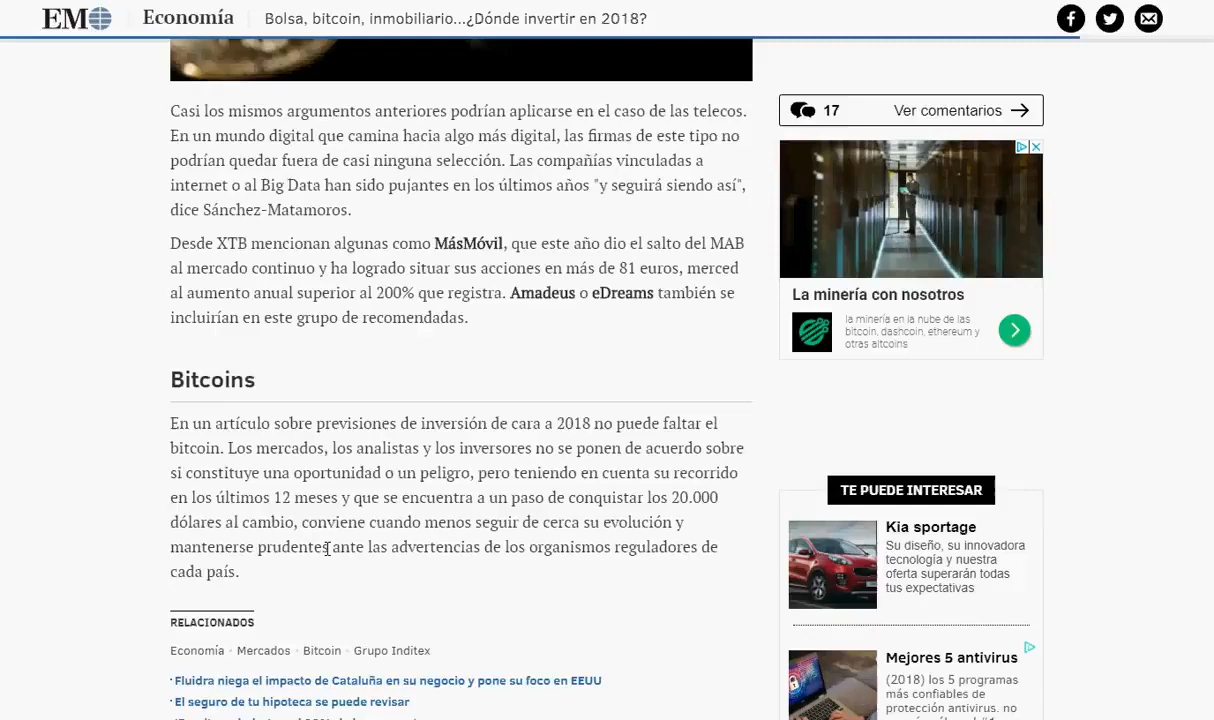 EM Economía Bolsa, bitcoin, inmobiliario...¿Dónde invertir en 2018?
Casi los mismos argumentos anteriores podrían aplicarse en el caso de las telecos.
En un mundo digital que camina hacia algo más digital, las firmas de este tipo no
podrían quedar fuera de casi ninguna selección. Las compañías vinculadas a
internet o al Big Data han sido pujantes en los últimos años "y seguirá siendo así",
dice Sánchez-Matamoros.
Desde XTB mencionan algunas como MásMóvil, que este año dio el salto del MAB
al mercado continuo y ha logrado situar sus acciones en más de 81 euros, merced
al aumento anual superior al 200% que registra. Amadeus o eDreams también se
incluirían en este grupo de recomendadas.
Bitcoins
En un artículo sobre previsiones de inversión de cara a 2018 no puede faltar el
bitcoin. Los mercados, los analistas y los inversores no se ponen de acuerdo sobre
si constituye una oportunidad o un peligro, pero teniendo en cuenta su recorrido
en los últimos 12 meses y que se encuentra a un paso de conquistar los 20.000
dólares al cambio, conviene cuando menos seguir de cerca su evolución y
mantenerse prudentes ante las advertencias de los organismos reguladores de
cada país.
RELACIONADOS
Economía · Mercados · Bitcoin · Grupo Inditex
· Fluidra niega el impacto de Cataluña en su negocio y pone su foco en EEUU
· El seguro de tu hipoteca se puede revisar
17 Ver comentarios
La minería con nosotros
la minería en la nube de las
bitcoin, dashcoin, ethereum y
otras altcoins
TE PUEDE INTERESAR
Kia sportage
Su diseño, su innovadora
tecnología y nuestra
oferta superarán todas
tus expectativas
Mejores 5 antivirus
(2018) los 5 programas
más confiables de
protección antivirus. no